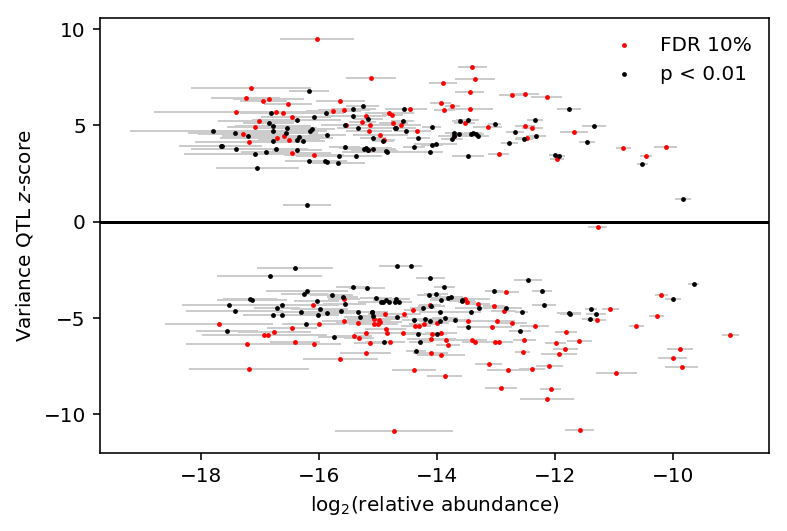 10
5
0
−5
−10
Variance QTL z-score
FDR 10%
p < 0.01
−18 −16 −14 −12 −10
log₂(relative abundance)